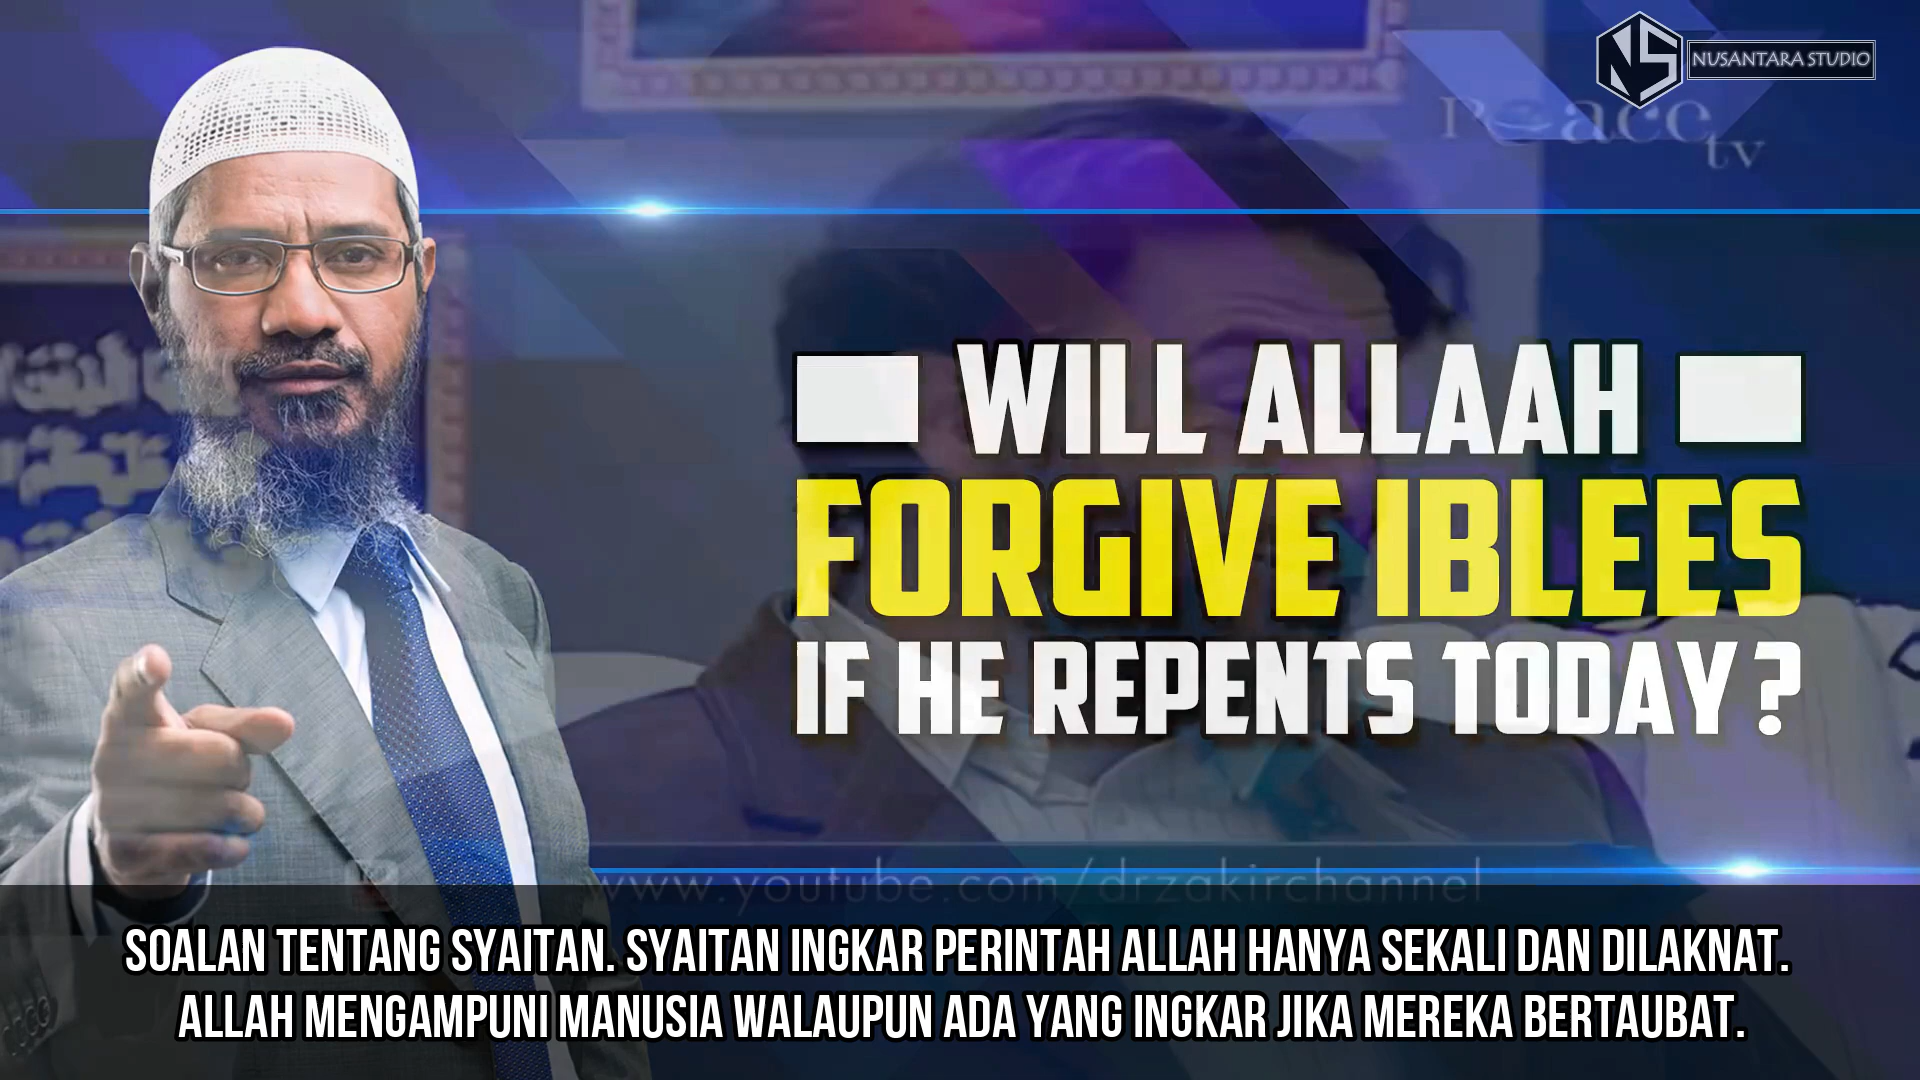 NS NUSANTARA STUDIO
Peace
tv
WILL ALLAAH
FORGIVE IBLEES
IF HE REPENTS TODAY?
www.youtube.com/drzakirchannel
SOALAN TENTANG SYAITAN. SYAITAN INGKAR PERINTAH ALLAH HANYA SEKALI DAN DILAKNAT.
ALLAH MENGAMPUNI MANUSIA WALAUPUN ADA YANG INGKAR JIKA MEREKA BERTAUBAT.